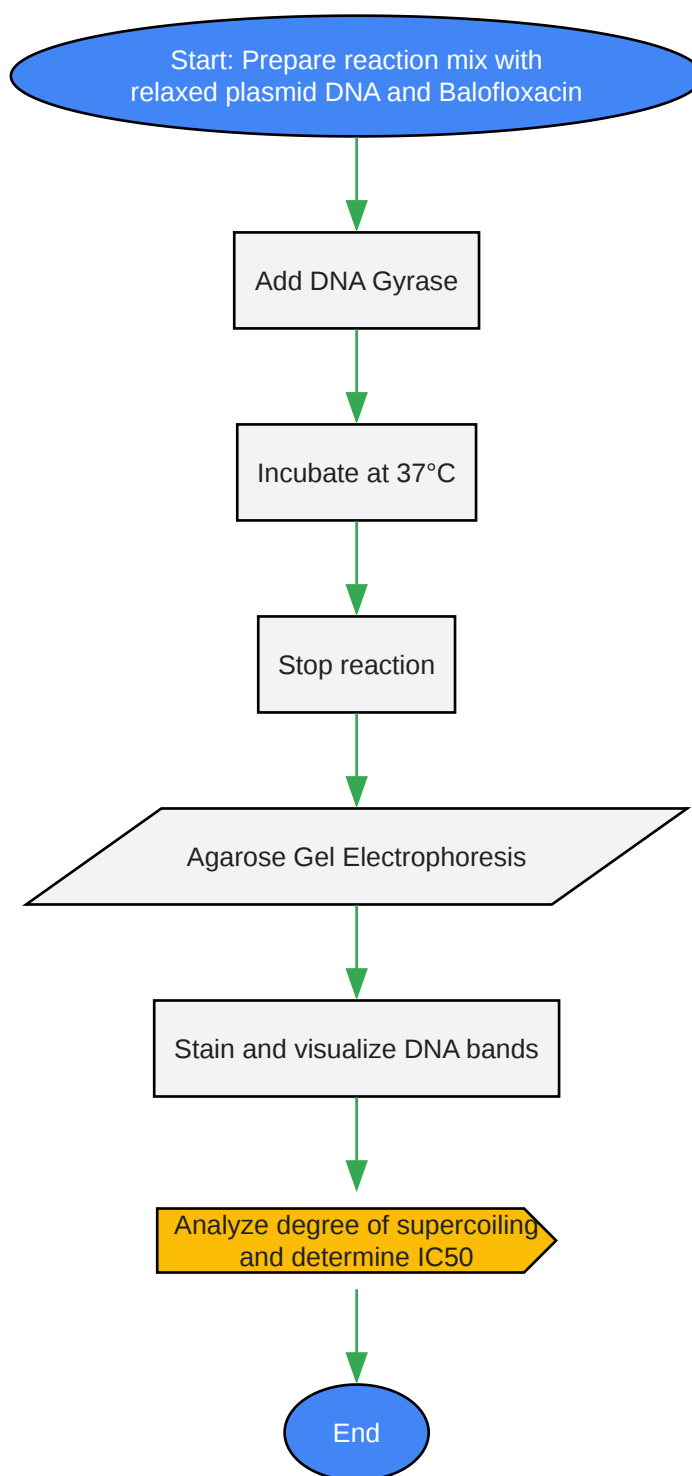 Start: Prepare reaction mix with
relaxed plasmid DNA and Balofloxacin
Add DNA Gyrase
Incubate at 37°C
Stop reaction
Agarose Gel Electrophoresis
Stain and visualize DNA bands
Analyze degree of supercoiling
and determine IC50
End